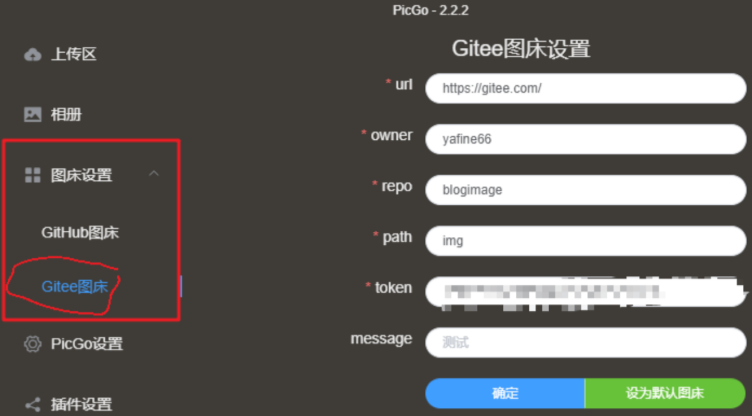 PicGo - 2.2.2
上传区
相册
图床设置
GitHub图床
Gitee图床
PicGo设置
插件设置
Gitee图床设置
* url
https://gitee.com/
* owner
yafine66
* repo
blogimage
* path
img
* token
message
测试
确定
设为默认图床